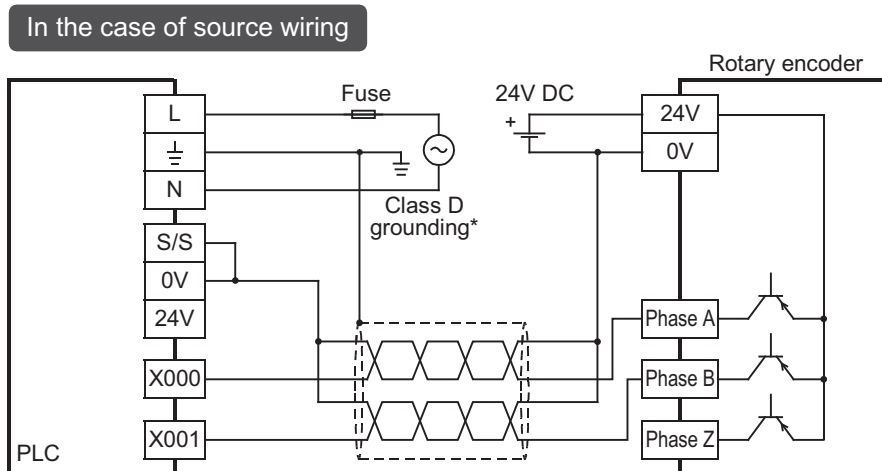 In the case of source wiring
Rotary encoder
Fuse
24V DC
+
L
24V
0V
N
Class D
grounding*
S/S
0V
24V
Phase A
X000
Phase B
X001
Phase Z
PLC